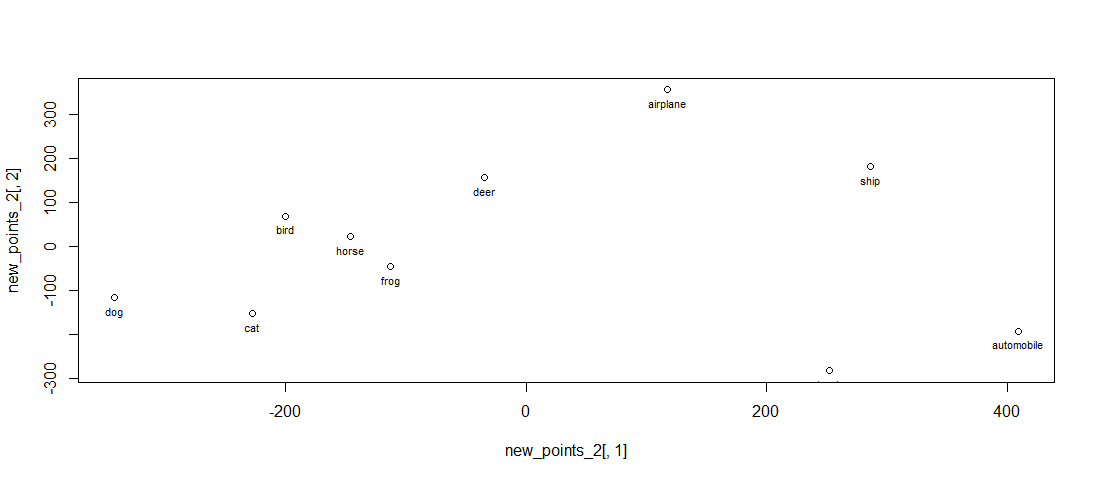 300
200
100
0
-100
-300
new_points_2[, 2]
airplane
ship
deer
bird
horse
frog
dog
cat
automobile
-200
0
200
400
new_points_2[, 1]